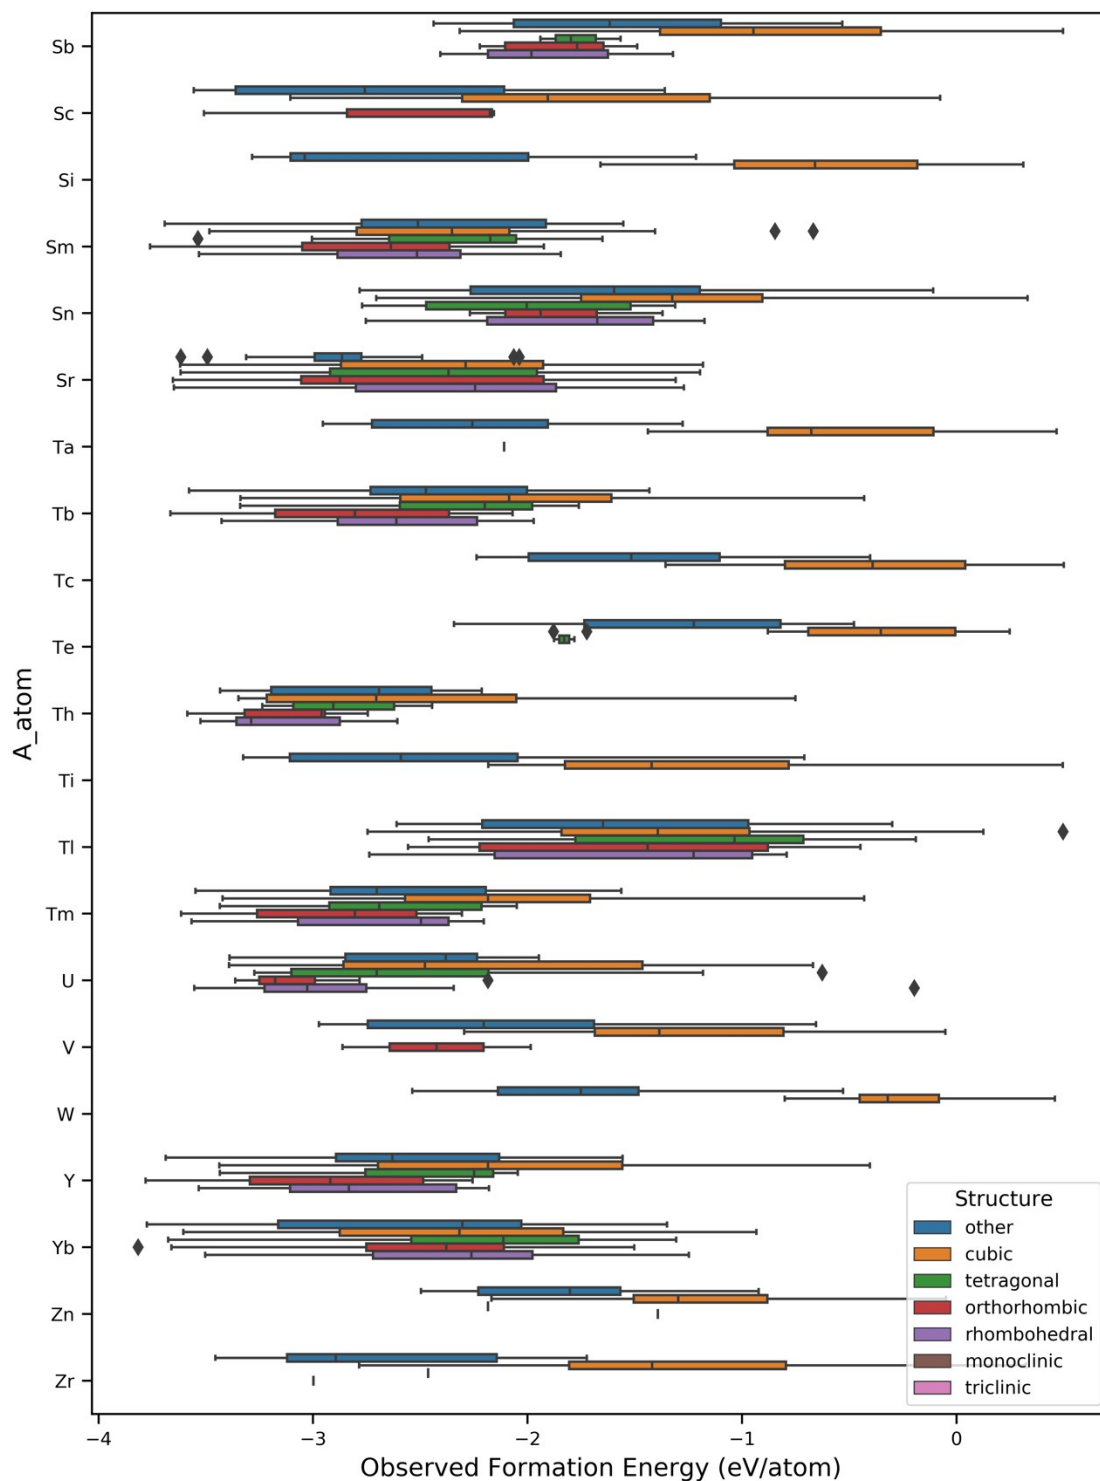 Sb
Sc
Si
Sm
Sn
Sr
Ta
Tb
Tc
Te
Th
A_atom
Ti
Tl
Tm
U
V
W
Y
Yb
Zn
Zr
Structure
other
cubic
tetragonal
orthorhombic
rhombohedral
monoclinic
triclinic
−4 −3 −2 −1 0
Observed Formation Energy (eV/atom)